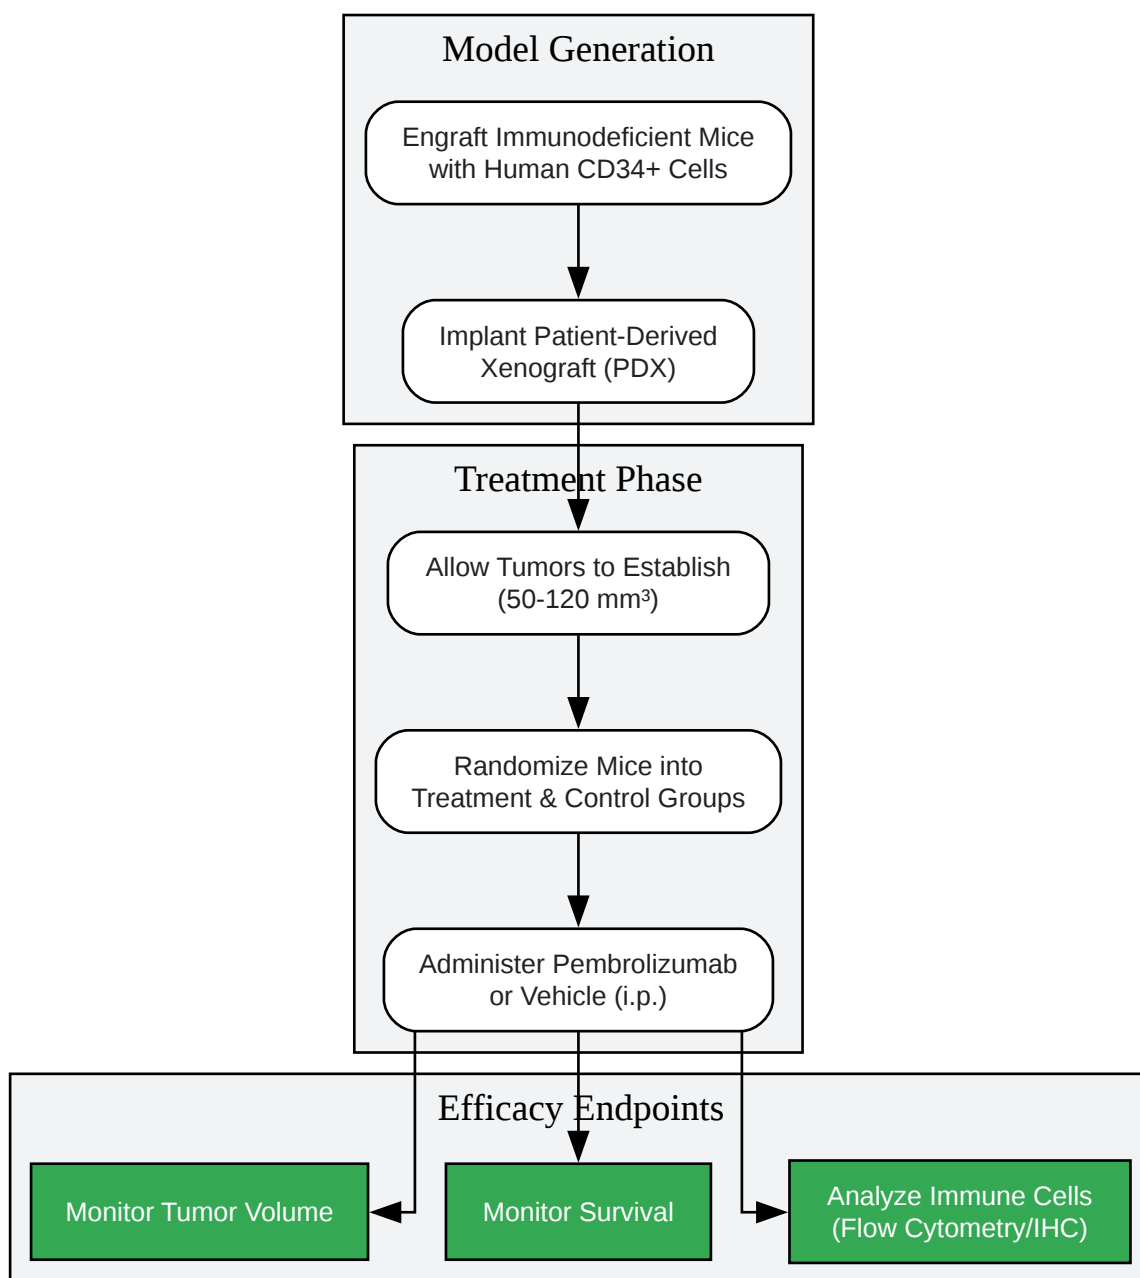 Model Generation
Engraft Immunodeficient Mice
with Human CD34+ Cells
Implant Patient-Derived
Xenograft (PDX)
Treatment Phase
Allow Tumors to Establish
(50-120 mm³)
Randomize Mice into
Treatment & Control Groups
Administer Pembrolizumab
or Vehicle (i.p.)
Efficacy Endpoints
Monitor Tumor Volume
Monitor Survival
Analyze Immune Cells
(Flow Cytometry/IHC)